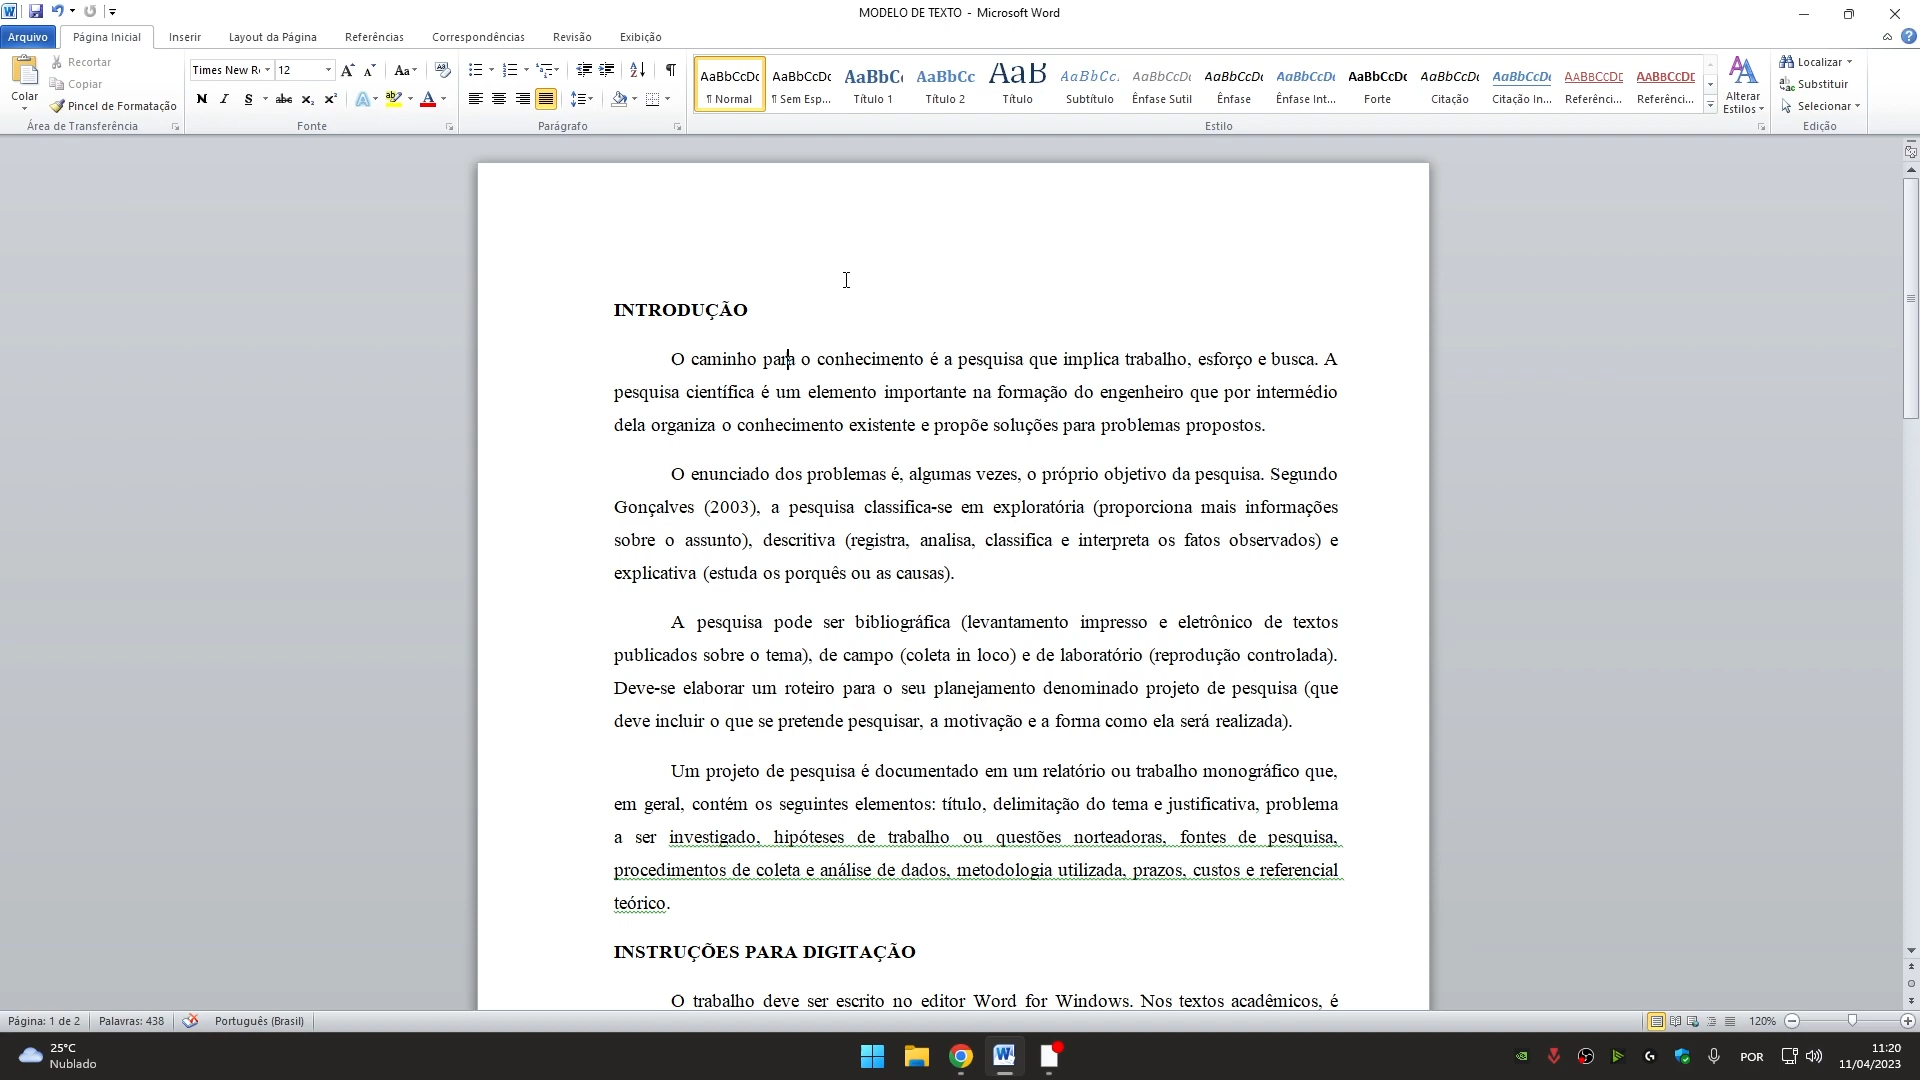 MODELO DE TEXTO - Microsoft Word
Arquivo Página Inicial Inserir Layout da Página Referências Correspondências Revisão Exibição
Colar
Recortar
Copiar
Pincel de Formatação
Área de Transferência
Times New R 12
N I S abc x₂ x² A ab A
Aa
Fonte
Parágrafo
AaBbCcDc AaBbCcDc AaBbC AaBbCc AaB AaBbCc. AaBbCcDc AaBbCcDc AaBbCcDc AaBbCcDc AaBbCcDc AaBbCcDc AABBCCDE AABBCCDE
¶ Normal ¶ Sem Esp... Título 1 Título 2 Título Subtítulo Ênfase Sutil Ênfase Ênfase Int... Forte Citação Citação In... Referênci... Referênci...
Estilo
Alterar
Estilos
Localizar
Substituir
Selecionar
Edição
INTRODUÇÃO
O caminho para o conhecimento é a pesquisa que implica trabalho, esforço e busca. A
pesquisa científica é um elemento importante na formação do engenheiro que por intermédio
dela organiza o conhecimento existente e propõe soluções para problemas propostos.
O enunciado dos problemas é, algumas vezes, o próprio objetivo da pesquisa. Segundo
Gonçalves (2003), a pesquisa classifica-se em exploratória (proporciona mais informações
sobre o assunto), descritiva (registra, analisa, classifica e interpreta os fatos observados) e
explicativa (estuda os porquês ou as causas).
A pesquisa pode ser bibliográfica (levantamento impresso e eletrônico de textos
publicados sobre o tema), de campo (coleta in loco) e de laboratório (reprodução controlada).
Deve-se elaborar um roteiro para o seu planejamento denominado projeto de pesquisa (que
deve incluir o que se pretende pesquisar, a motivação e a forma como ela será realizada).
Um projeto de pesquisa é documentado em um relatório ou trabalho monográfico que,
em geral, contém os seguintes elementos: título, delimitação do tema e justificativa, problema
a ser investigado, hipóteses de trabalho ou questões norteadoras, fontes de pesquisa,
procedimentos de coleta e análise de dados, metodologia utilizada, prazos, custos e referencial
teórico.
INSTRUÇÕES PARA DIGITAÇÃO
O trabalho deve ser escrito no editor Word for Windows. Nos textos acadêmicos, é
Página: 1 de 2 Palavras: 438 Português (Brasil) 120%
25°C
Nublado
POR
11:20
11/04/2023